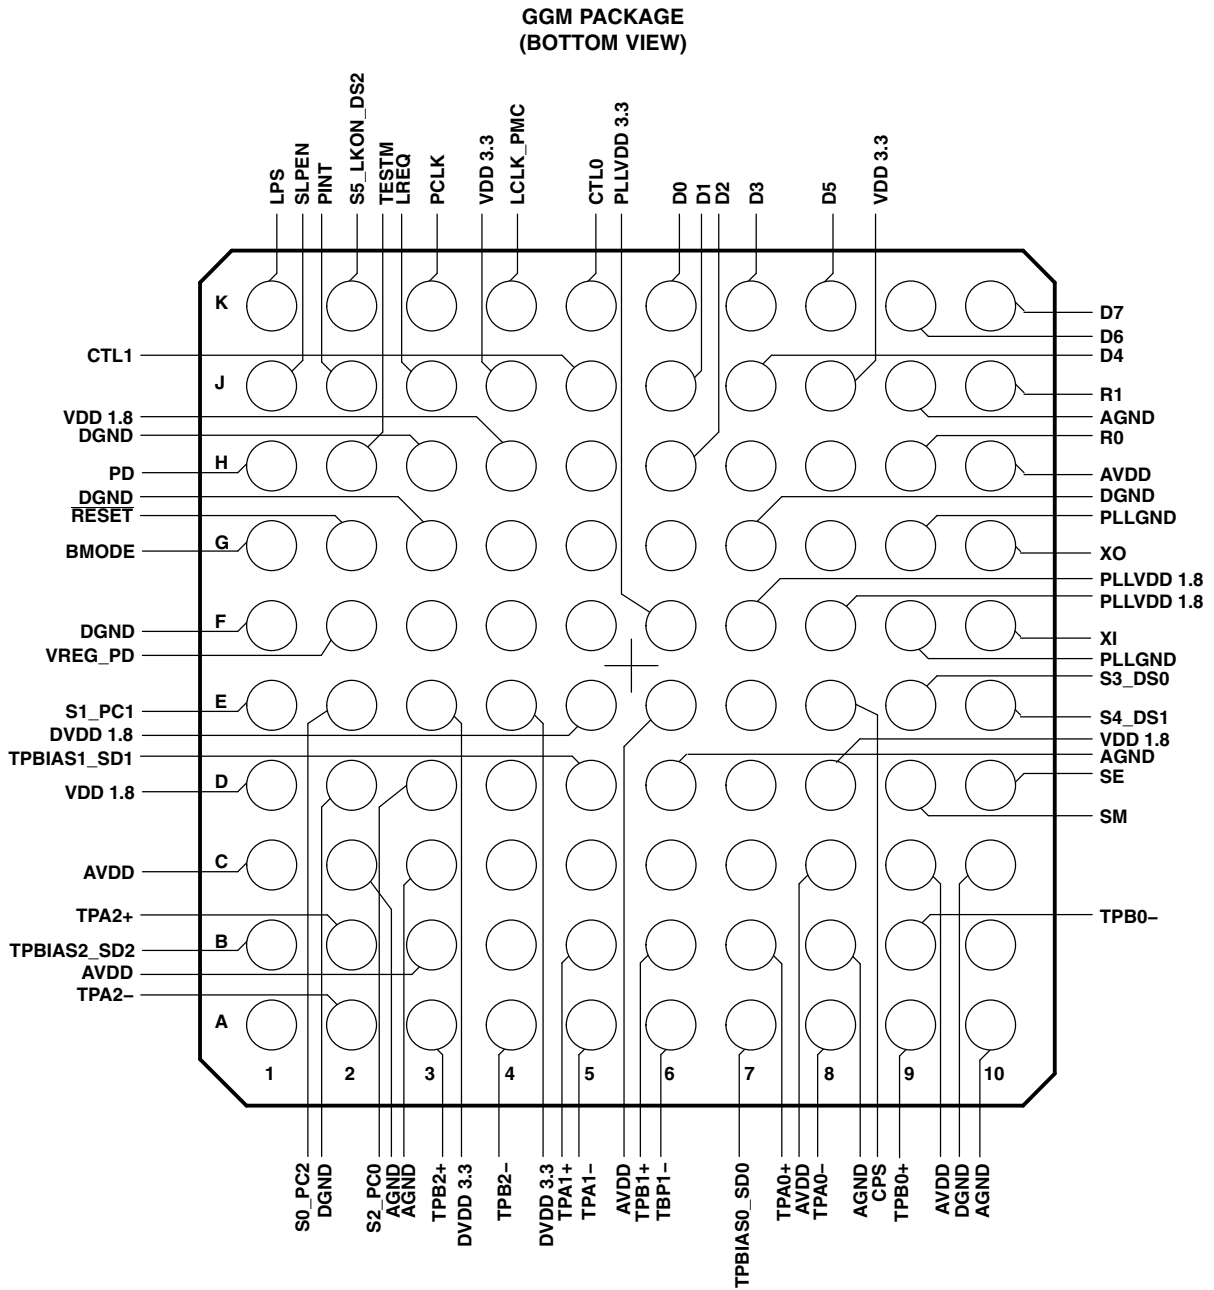 GGM PACKAGE
(BOTTOM VIEW)
LPS
SLPEN
PINT
S5_LKON_DS2
TESTM
LREQ
PCLK
VDD 3.3
LCLK_PMC
CTL0
PLLVDD 3.3
D0
D1
D2
D3
D5
VDD 3.3
CTL1
VDD 1.8
DGND
PD
DGND
RESET
BMODE
DGND
VREG_PD
S1_PC1
DVDD 1.8
TPBIAS1_SD1
VDD 1.8
AVDD
TPA2+
TPBIAS2_SD2
AVDD
TPA2−
K
J
H
G
F
E
D
C
B
A
1 2 3 4 5 6 7 8 9 10
D7
D6
D4
R1
AGND
R0
AVDD
DGND
PLLGND
XO
PLLVDD 1.8
PLLVDD 1.8
XI
PLLGND
S3_DS0
S4_DS1
VDD 1.8
AGND
SE
SM
TPB0−
S0_PC2
DGND
S2_PC0
AGND
AGND
TPB2+
DVDD 3.3
TPB2−
DVDD 3.3
TPA1+
TPA1−
AVDD
TPB1+
TBP1−
TPBIAS0_SD0
TPA0+
AVDD
TPA0−
AGND
CPS
TPB0+
AVDD
DGND
AGND